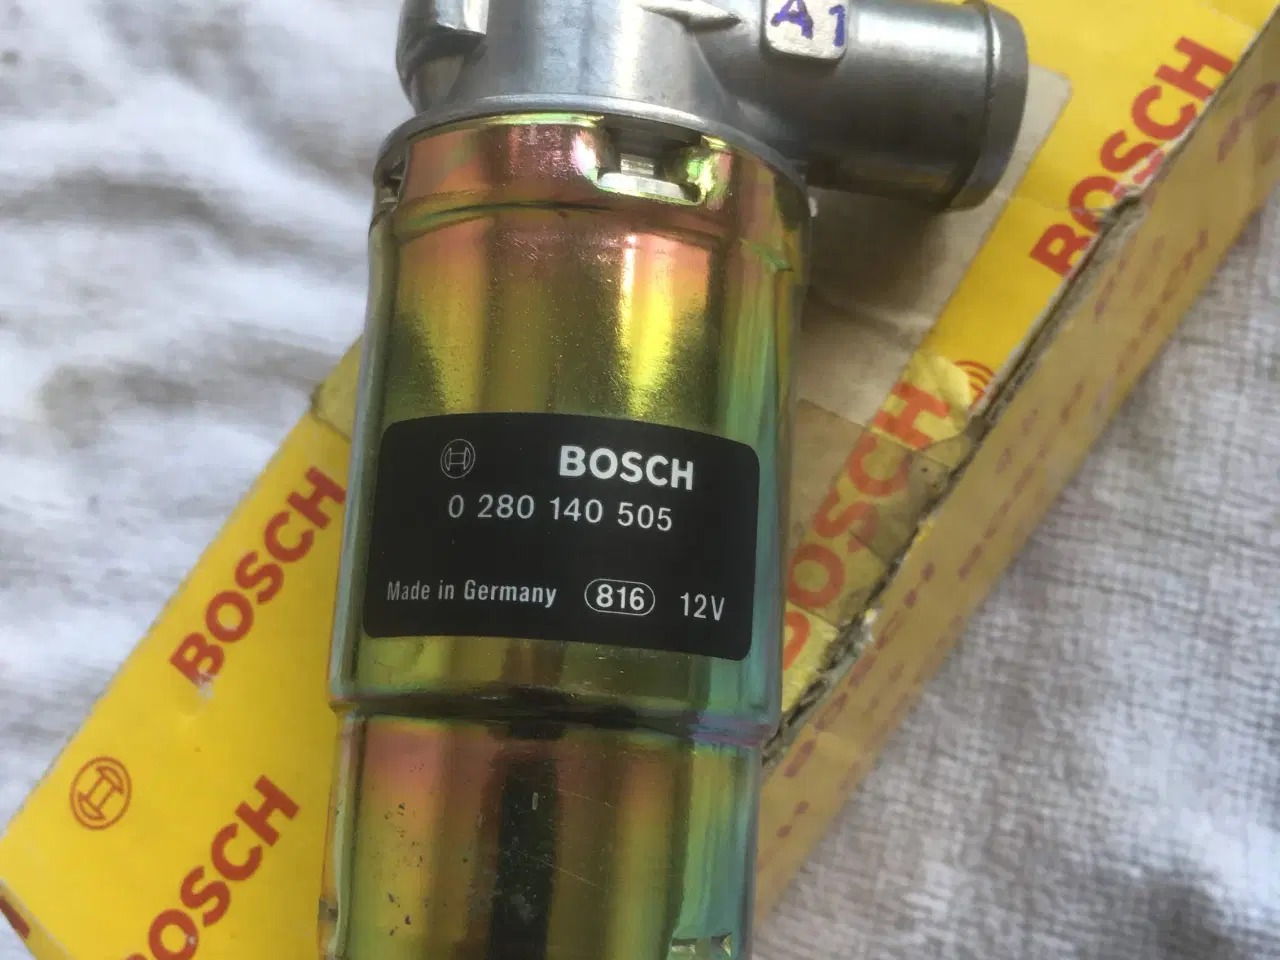 A1
BOSCH
BOSCH
0 280 140 505
Made in Germany 816 12V
BOSCH
BOSCH
BOSCH